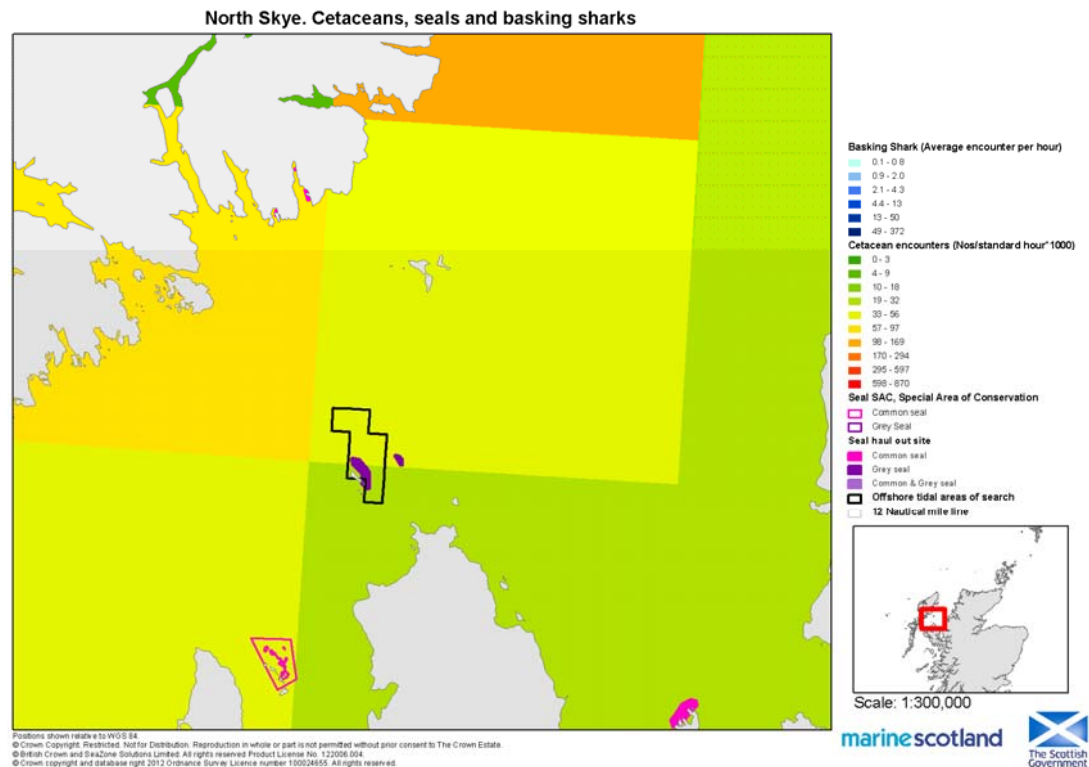 North Skye. Cetaceans, seals and basking sharks
Basking Shark (Average encounter per hour)
0.1 - 0.8
0.9 - 2.0
2.1 - 4.3
4.4 - 13
13 - 50
49 - 372
Cetacean encounters (Nos/standard hour*1000)
0 - 3
4 - 9
10 - 18
19 - 32
33 - 56
57 - 97
98 - 169
170 - 294
295 - 597
598 - 870
Seal SAC, Special Area of Conservation
Common seal
Grey Seal
Seal haul out site
Common seal
Grey seal
Common & Grey seal
Offshore tidal areas of search
12 Nautical mile line
Scale: 1:300,000
marinescotland
The Scottish
Government
Positions shown relative to WGS 84.
© Crown Copyright. Restricted. Not for Distribution. Reproduction in whole or part is not permitted without prior consent to The Crown Estate.
© British Crown and SeaZone Solutions Limited. All rights reserved Product License No. 122006.004.
© Crown copyright and database right 2012 Ordnance Survey Licence number 100024655. All rights reserved.